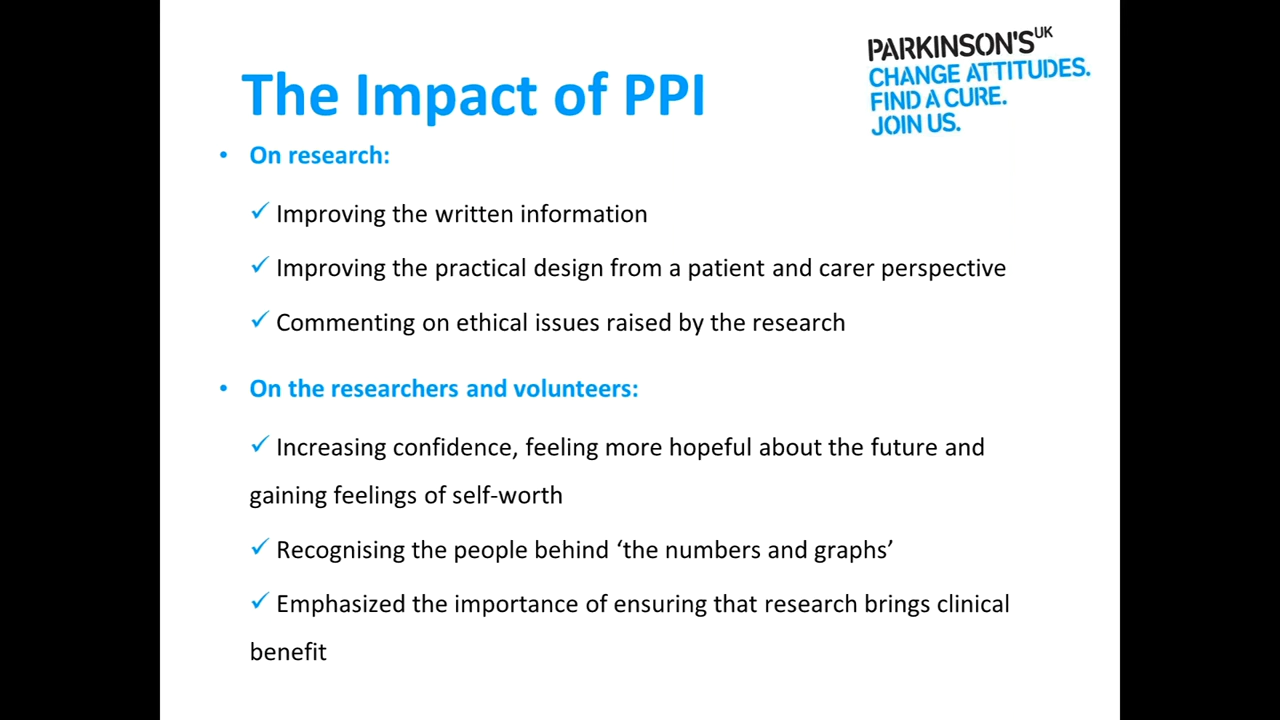 PARKINSON'S UK
CHANGE ATTITUDES.
FIND A CURE.
JOIN US.
The Impact of PPI
• On research:
✓ Improving the written information
✓ Improving the practical design from a patient and carer perspective
✓ Commenting on ethical issues raised by the research
• On the researchers and volunteers:
✓ Increasing confidence, feeling more hopeful about the future and
gaining feelings of self-worth
✓ Recognising the people behind ‘the numbers and graphs’
✓ Emphasized the importance of ensuring that research brings clinical
benefit